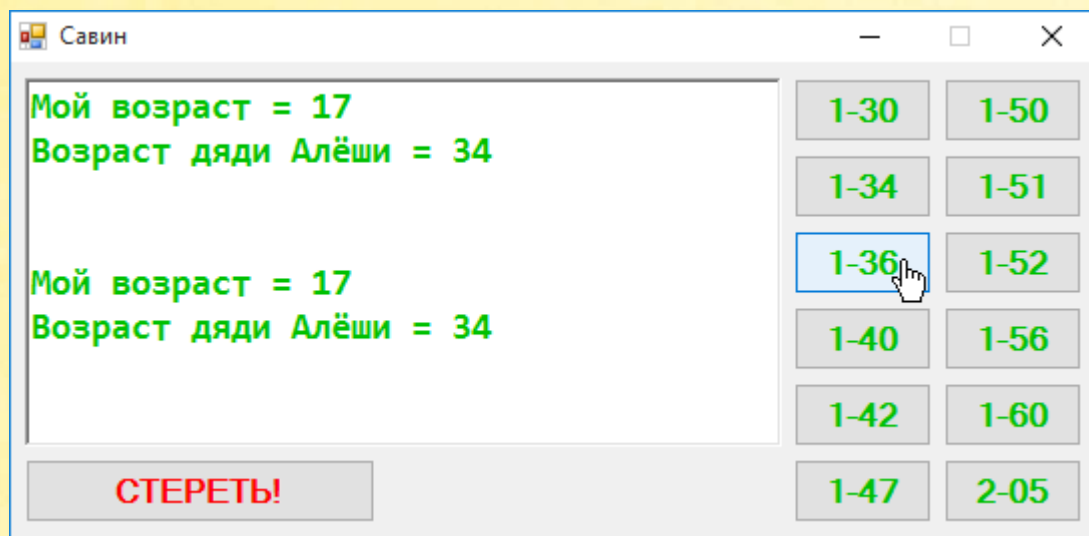 Савин
Мой возраст = 17
Возраст дяди Алёши = 34
Мой возраст = 17
Возраст дяди Алёши = 34
1-30 1-50
1-34 1-51
1-36 1-52
1-40 1-56
1-42 1-60
СТЕРЕТЬ! 1-47 2-05